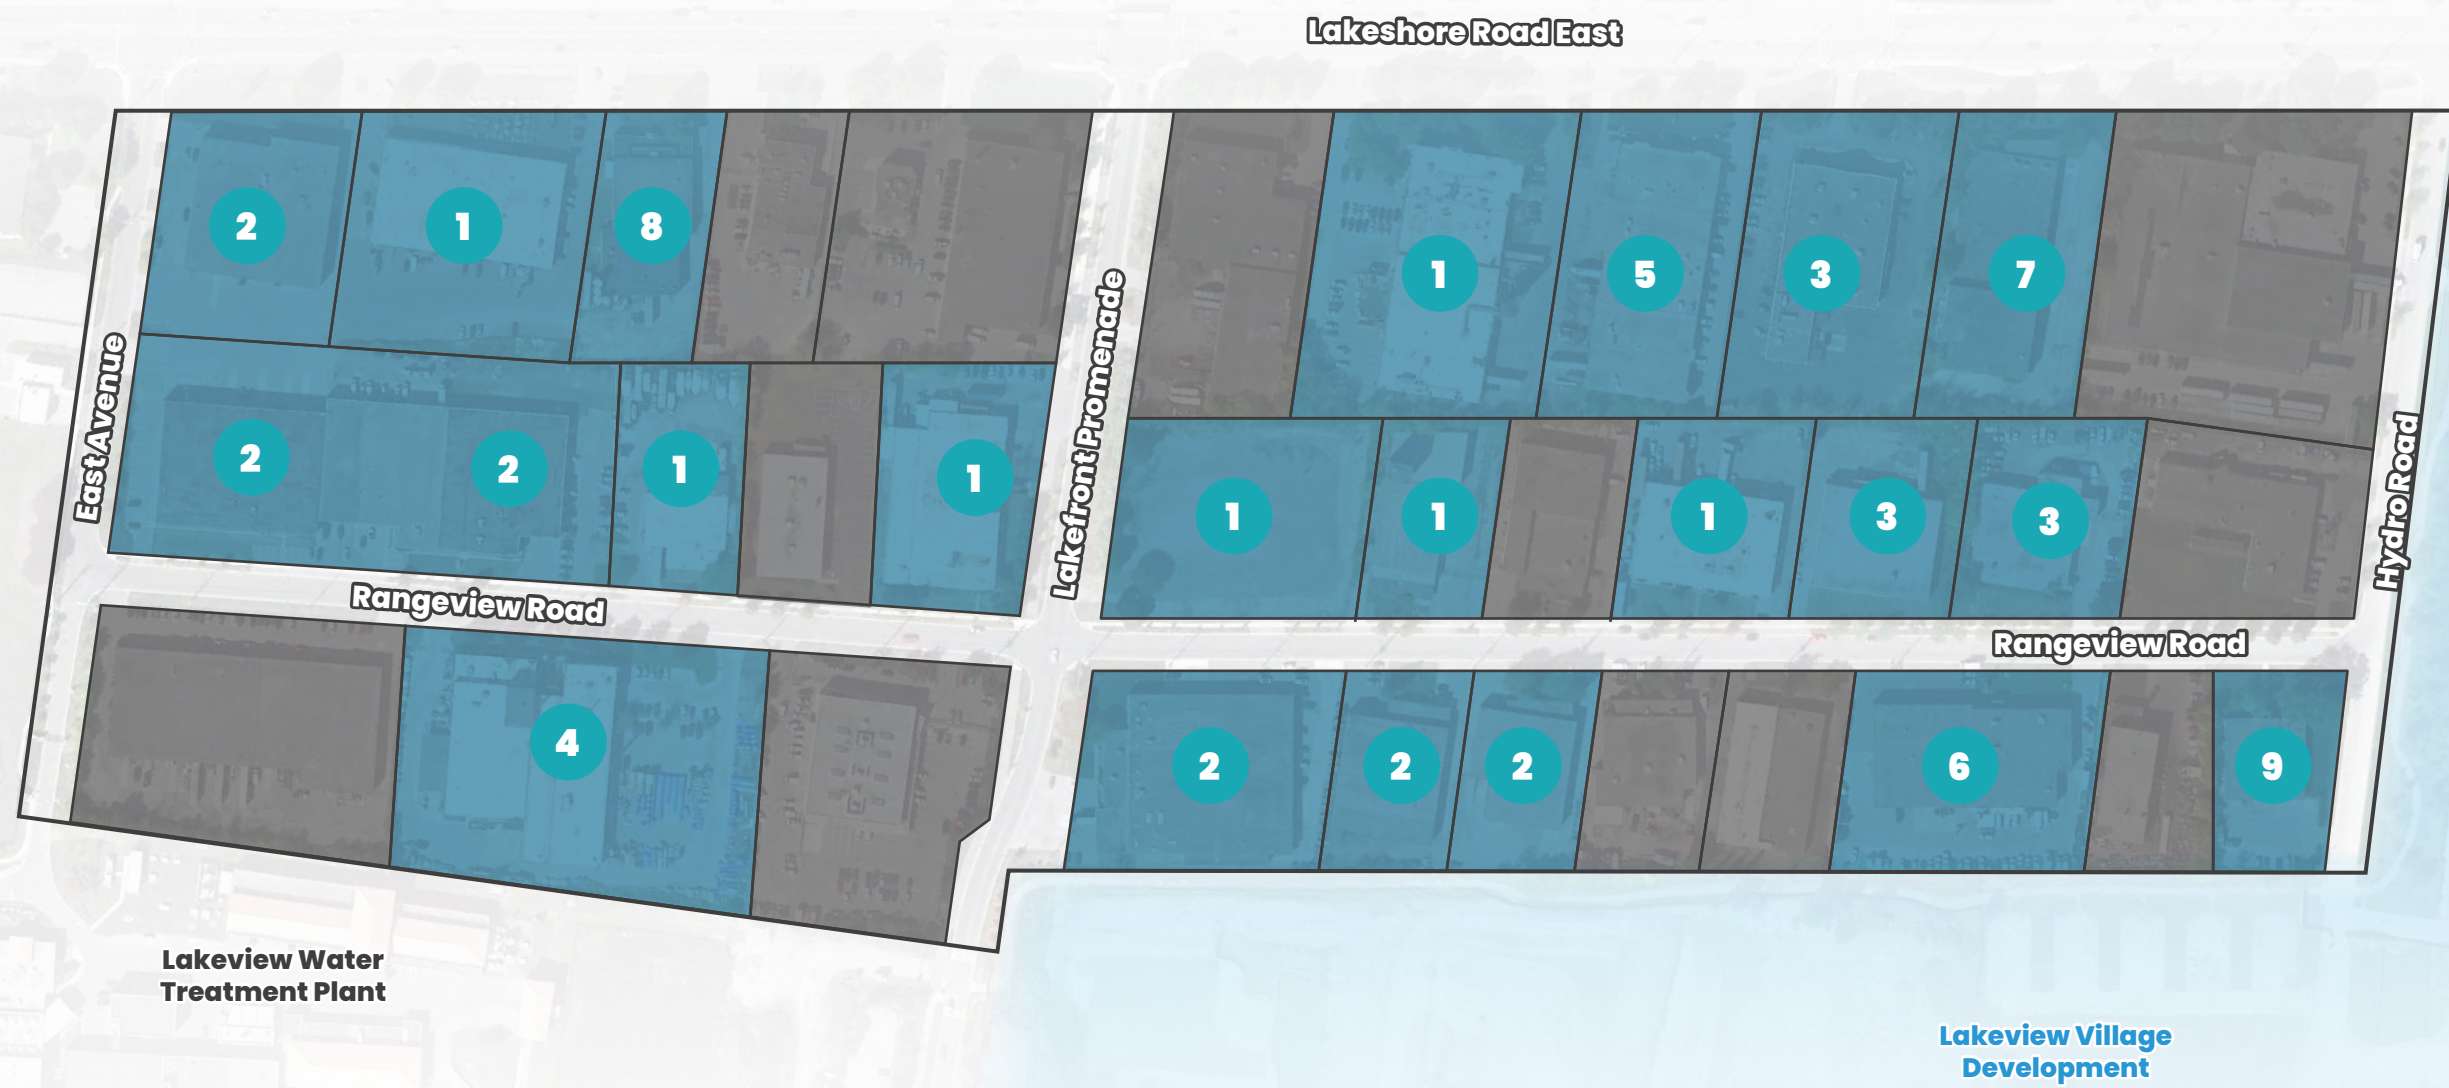 Lakeshore Road East
2
1
8
1
5
3
7
East Avenue
Lakefront Promenade
Hydro Road
2
2
1
1
1
1
1
3
3
Rangeview Road
Rangeview Road
4
2
2
2
6
9
Lakeview Water
Treatment Plant
Lakeview Village
Development